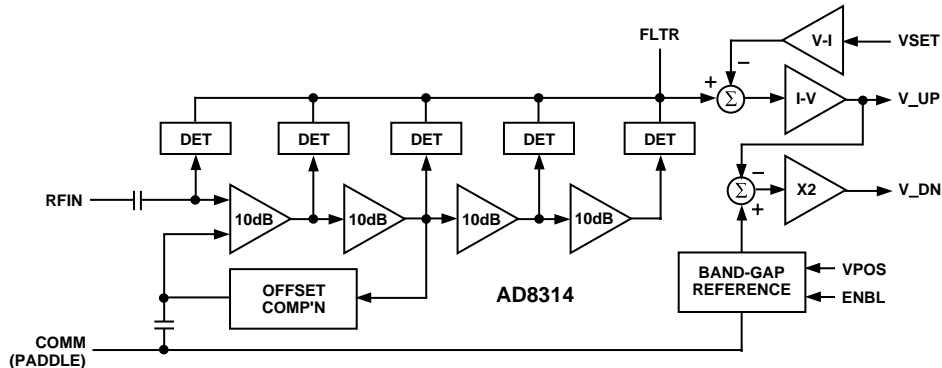 FLTR
V-I
VSET
+
–
Σ
I-V
V_UP
DET
DET
DET
DET
DET
RFIN
10dB
10dB
10dB
10dB
–
Σ
+
X2
V_DN
OFFSET
COMP'N
AD8314
BAND-GAP
REFERENCE
VPOS
ENBL
COMM
(PADDLE)